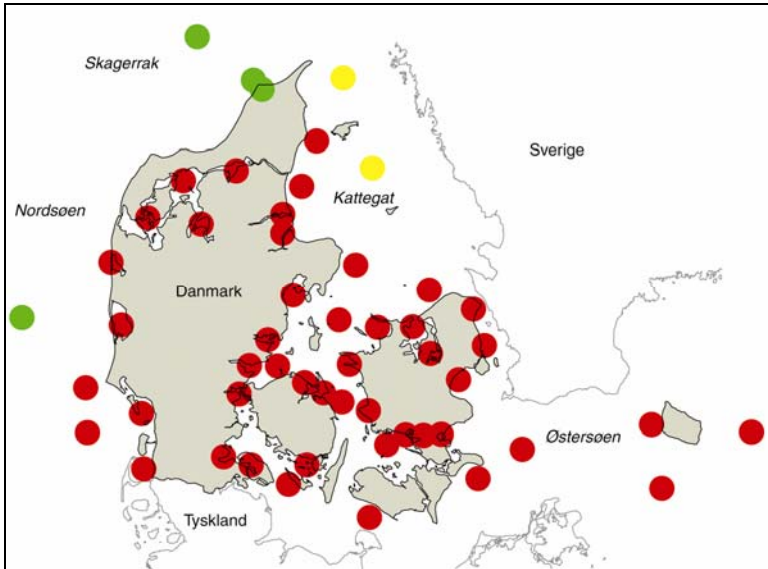 Skagerrak
Sverige
Nordsøen
Kattegat
Danmark
Østersøen
Tyskland